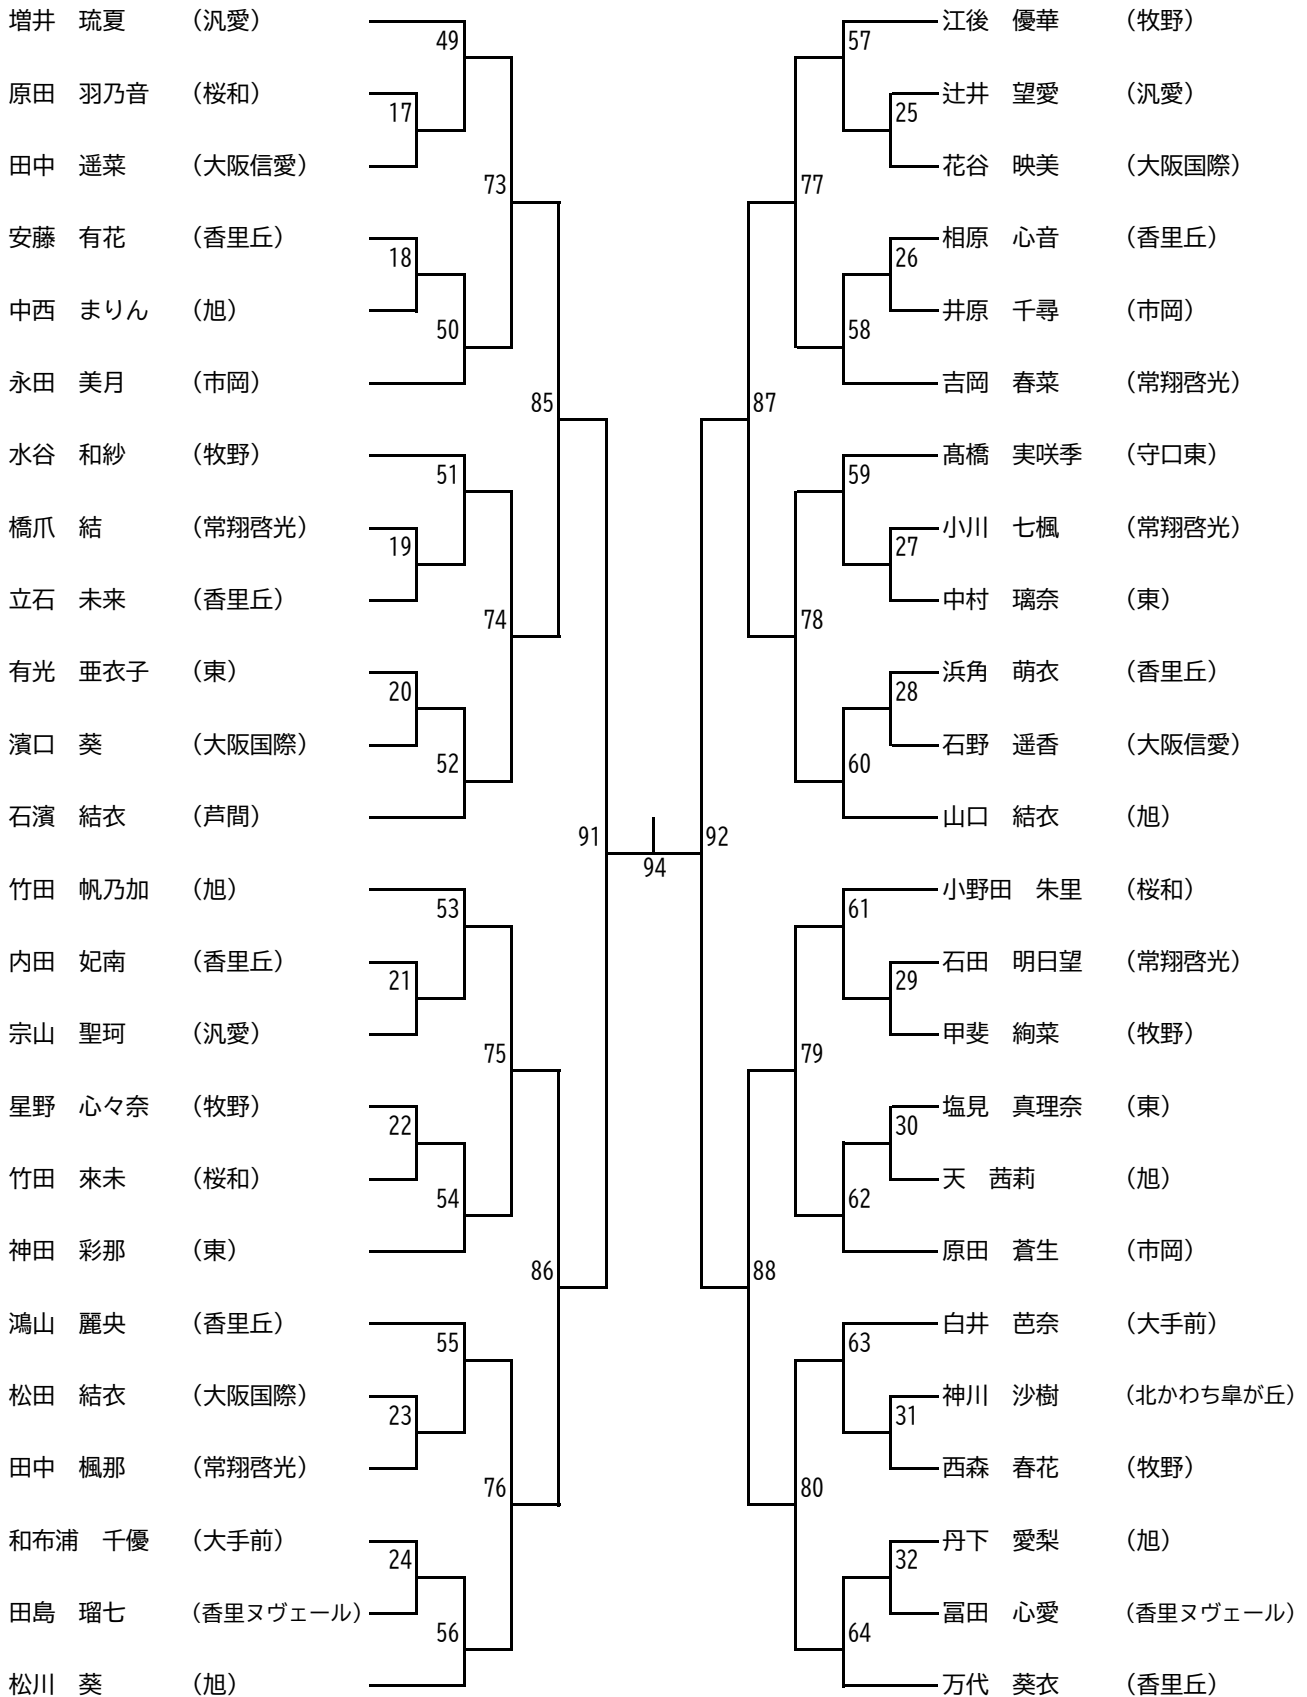 増井　琉夏　（汎愛）
49
原田　羽乃音　（桜和）
17
田中　遥菜　（大阪信愛）
73
安藤　有花　（香里丘）
18
中西　まりん　（旭）
50
永田　美月　（市岡）
85
水谷　和紗　（牧野）
51
橋爪　結　（常翔啓光）
19
立石　未来　（香里丘）
74
有光　亜衣子　（東）
20
濱口　葵　（大阪国際）
52
石濱　結衣　（芦間）
91
竹田　帆乃加　（旭）
53
内田　妃南　（香里丘）
21
宗山　聖珂　（汎愛）
75
星野　心々奈　（牧野）
22
竹田　來未　（桜和）
54
神田　彩那　（東）
86
鴻山　麗央　（香里丘）
55
松田　結衣　（大阪国際）
23
田中　楓那　（常翔啓光）
76
和布浦　千優　（大手前）
24
田島　瑠七　（香里ヌヴェール）
56
松川　葵　（旭）
94
江後　優華　（牧野）
57
辻井　望愛　（汎愛）
25
花谷　映美　（大阪国際）
77
相原　心音　（香里丘）
26
井原　千尋　（市岡）
58
吉岡　春菜　（常翔啓光）
87
髙橋　実咲季　（守口東）
59
小川　七楓　（常翔啓光）
27
中村　璃奈　（東）
78
浜角　萌衣　（香里丘）
28
石野　遥香　（大阪信愛）
60
山口　結衣　（旭）
92
小野田　朱里　（桜和）
61
石田　明日望　（常翔啓光）
29
甲斐　絢菜　（牧野）
79
塩見　真理奈　（東）
30
天　茜莉　（旭）
62
原田　蒼生　（市岡）
88
白井　芭奈　（大手前）
63
神川　沙樹　（北かわち皐が丘）
31
西森　春花　（牧野）
80
丹下　愛梨　（旭）
32
冨田　心愛　（香里ヌヴェール）
64
万代　葵衣　（香里丘）